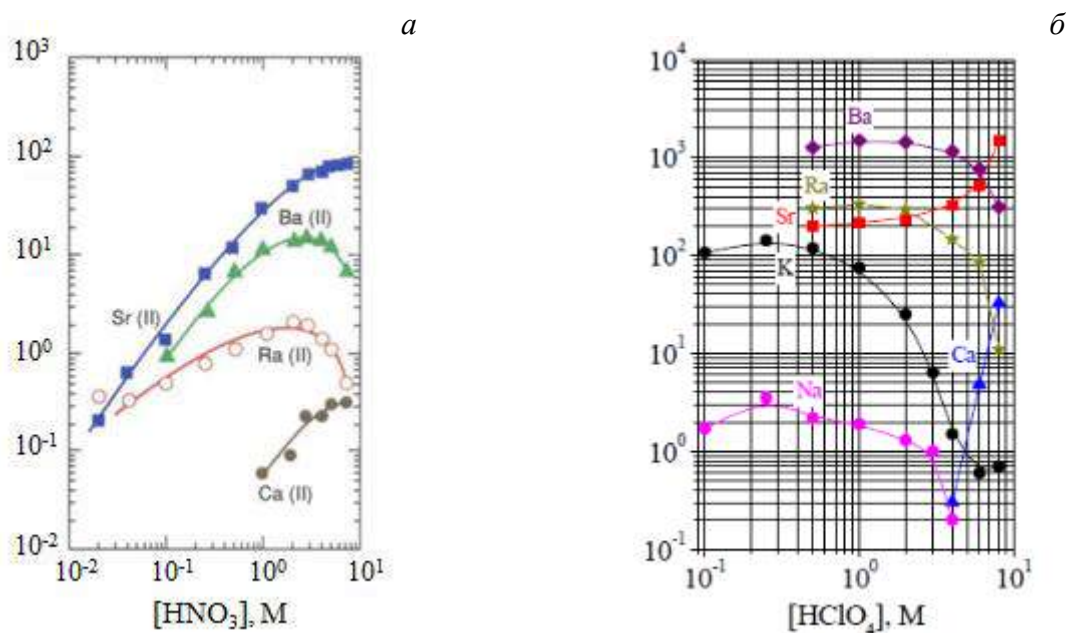 а
10³
10²
10¹
10⁰
10⁻¹
10⁻²
Sr (II)
Ba (II)
Ra (II)
Ca (II)
10⁻² 10⁻¹ 10⁰ 10¹
[HNO₃], M
б
10⁴
10³
10²
10¹
10⁰
10⁻¹
Ba
Ra
Sr
K
Ca
Na
10⁻¹ 10⁰ 10¹
[HClO₄], M